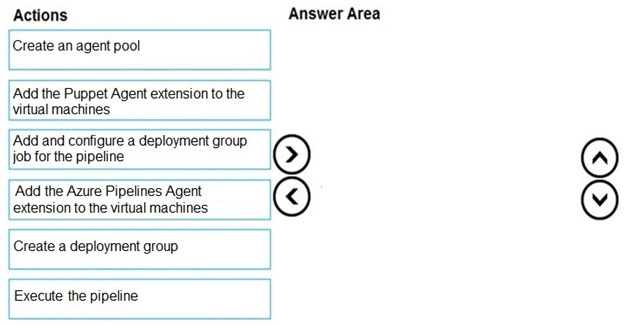 Actions
Answer Area
Create an agent pool
Add the Puppet Agent extension to the
virtual machines
Add and configure a deployment group
job for the pipeline
Add the Azure Pipelines Agent
extension to the virtual machines
Create a deployment group
Execute the pipeline